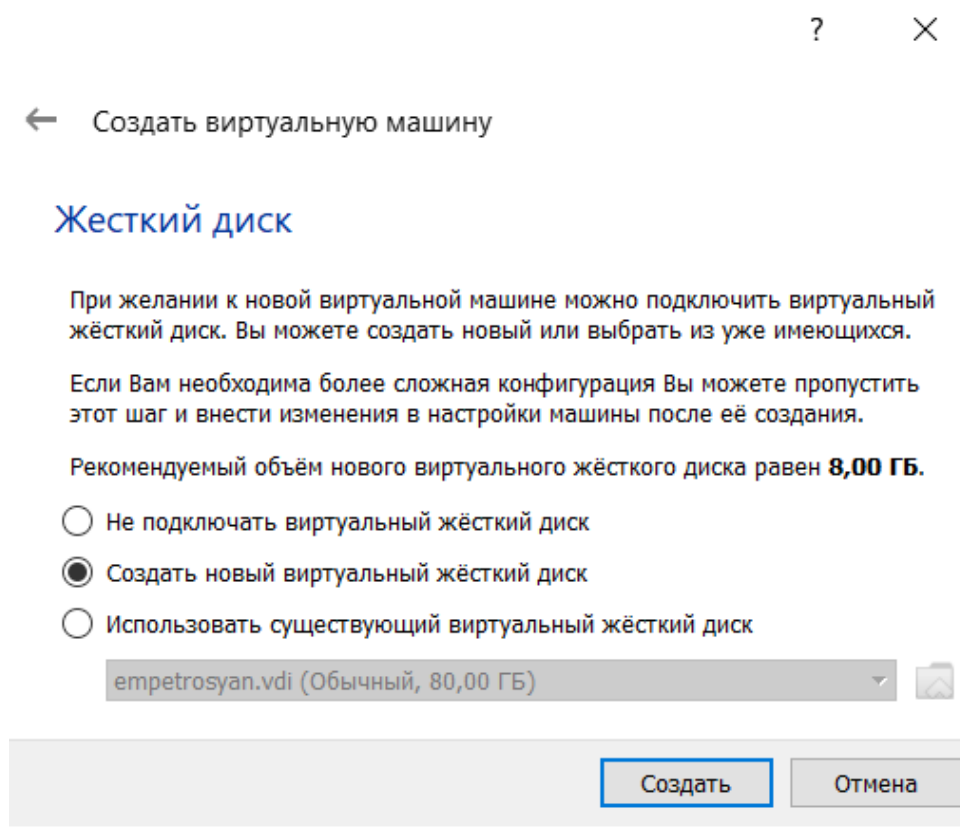 ?
Создать виртуальную машину
Жесткий диск
При желании к новой виртуальной машине можно подключить виртуальный
жёсткий диск. Вы можете создать новый или выбрать из уже имеющихся.
Если Вам необходима более сложная конфигурация Вы можете пропустить
этот шаг и внести изменения в настройки машины после её создания.
Рекомендуемый объём нового виртуального жёсткого диска равен 8,00 ГБ.
Не подключать виртуальный жёсткий диск
Создать новый виртуальный жёсткий диск
Использовать существующий виртуальный жёсткий диск
empetrosyan.vdi (Обычный, 80,00 ГБ)
Создать
Отмена